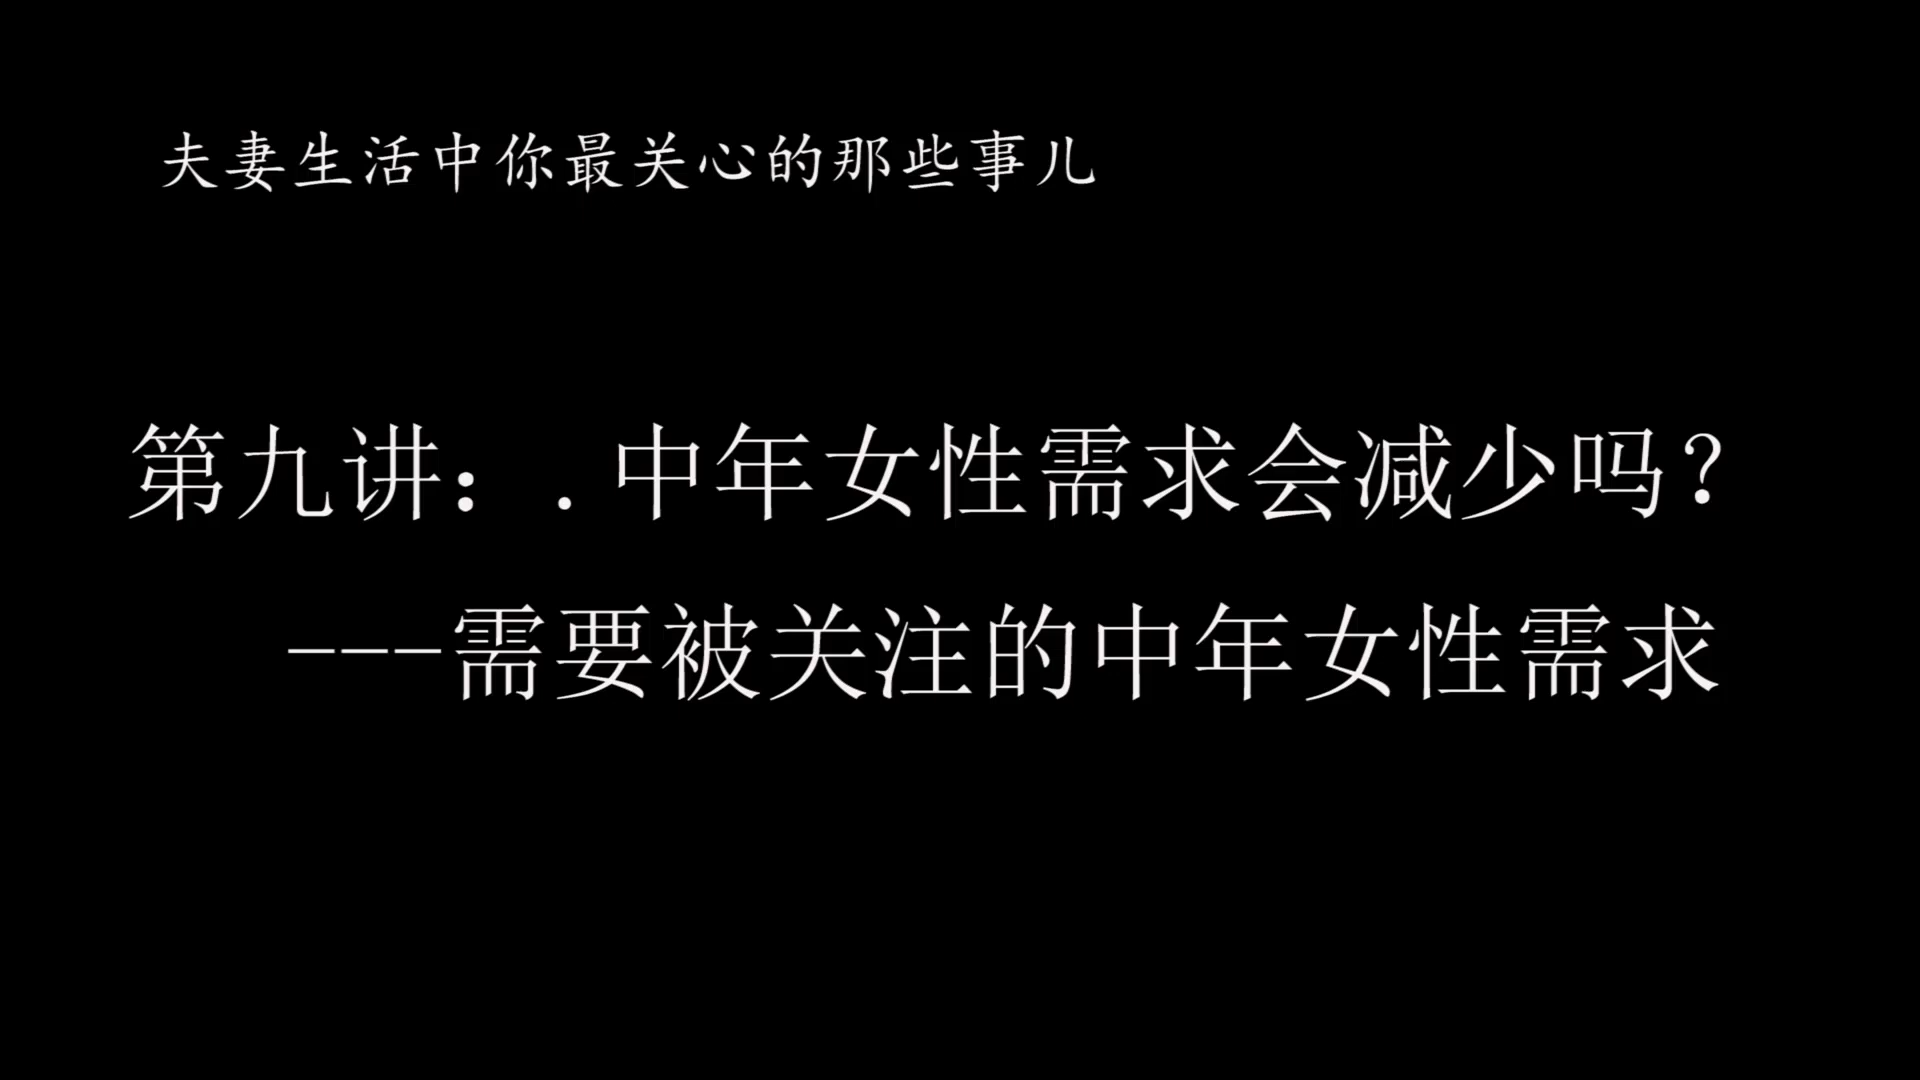 夫妻生活中你最关心的那些事儿
第九讲：.中年女性需求会减少吗？
---需要被关注的中年女性需求